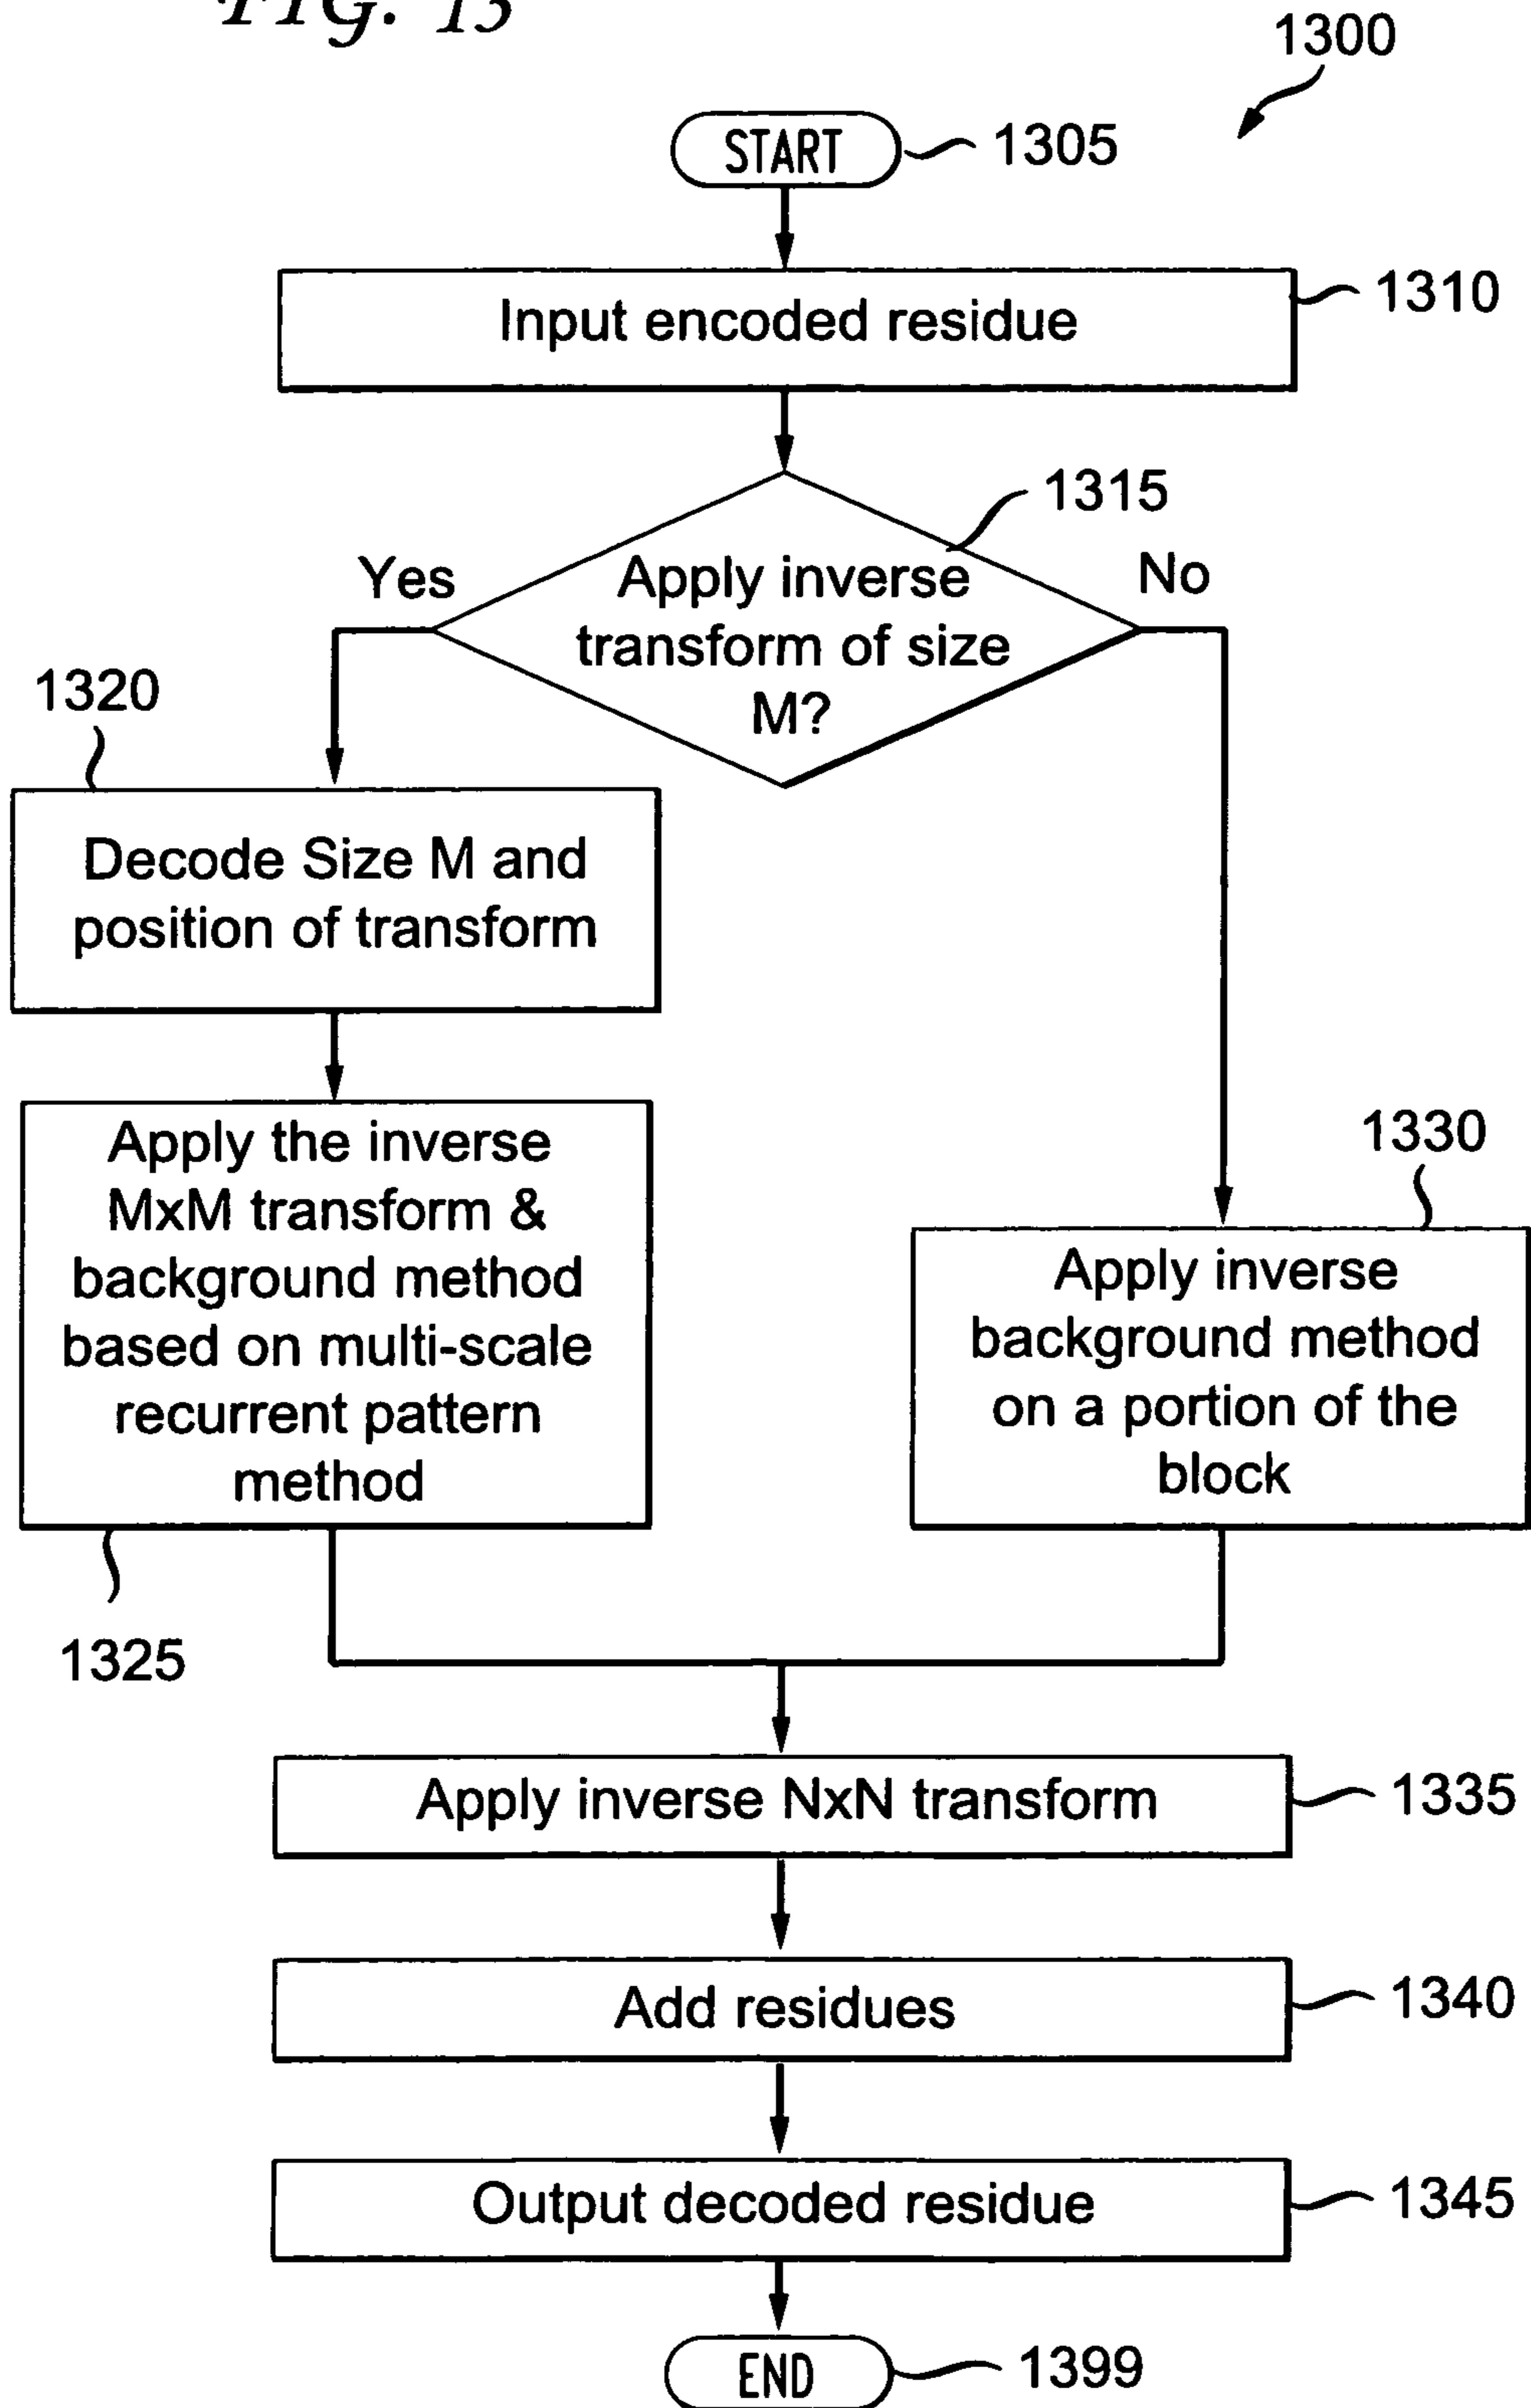 FIG. 13
1300
START
1305
Input encoded residue
1310
1315
Yes
Apply inverse
transform of size
M?
No
1320
Decode Size M and
position of transform
Apply the inverse
MxM transform &
background method
based on multi-scale
recurrent pattern
method
1325
1330
Apply inverse
background method
on a portion of the
block
Apply inverse NxN transform
1335
Add residues
1340
Output decoded residue
1345
END
1399